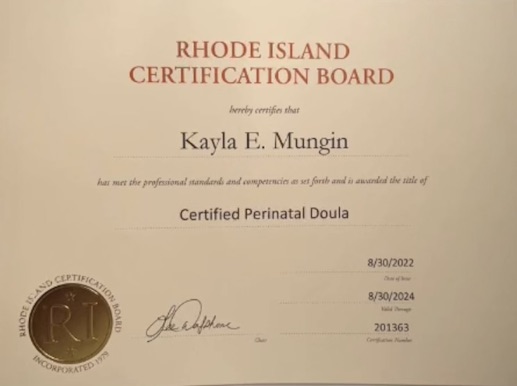 RHODE ISLAND
CERTIFICATION BOARD
hereby certifies that
Kayla E. Mungin
has met the professional standards and competencies as set forth and is awarded the title of
Certified Perinatal Doula
8/30/2022
Date of Issue
8/30/2024
Valid Through
201363
Chair
Certification Number
RHODE ISLAND CERTIFICATION BOARD
RI
INCORPORATED 1979